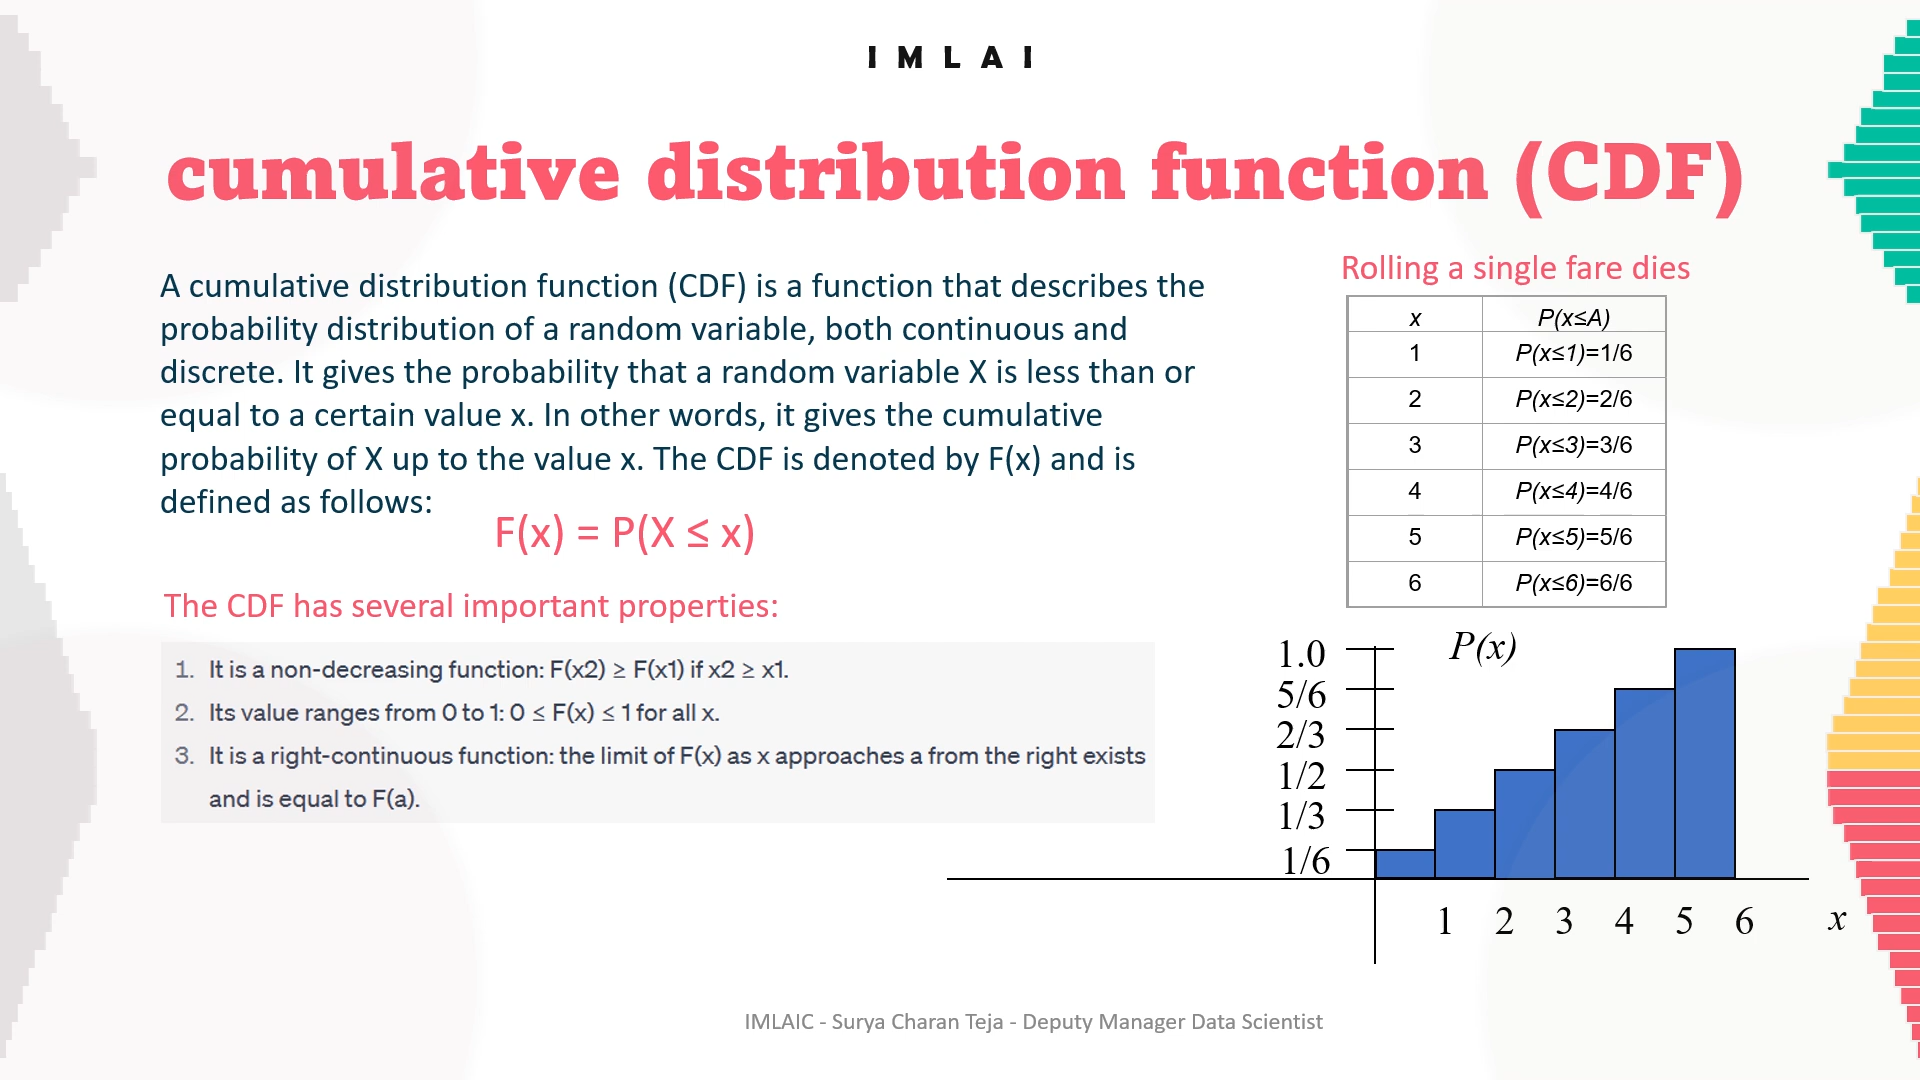 IMLAI
cumulative distribution function (CDF)
A cumulative distribution function (CDF) is a function that describes the
probability distribution of a random variable, both continuous and
discrete. It gives the probability that a random variable X is less than or
equal to a certain value x. In other words, it gives the cumulative
probability of X up to the value x. The CDF is denoted by F(x) and is
defined as follows:
F(x) = P(X ≤ x)
The CDF has several important properties:
1. It is a non-decreasing function: F(x2) ≥ F(x1) if x2 ≥ x1.
2. Its value ranges from 0 to 1: 0 ≤ F(x) ≤ 1 for all x.
3. It is a right-continuous function: the limit of F(x) as x approaches a from the right exists
and is equal to F(a).
Rolling a single fare dies
x P(x≤A)
1 P(x≤1)=1/6
2 P(x≤2)=2/6
3 P(x≤3)=3/6
4 P(x≤4)=4/6
5 P(x≤5)=5/6
6 P(x≤6)=6/6
P(x)
1.0
5/6
2/3
1/2
1/3
1/6
1 2 3 4 5 6 x
IMLAIC - Surya Charan Teja - Deputy Manager Data Scientist